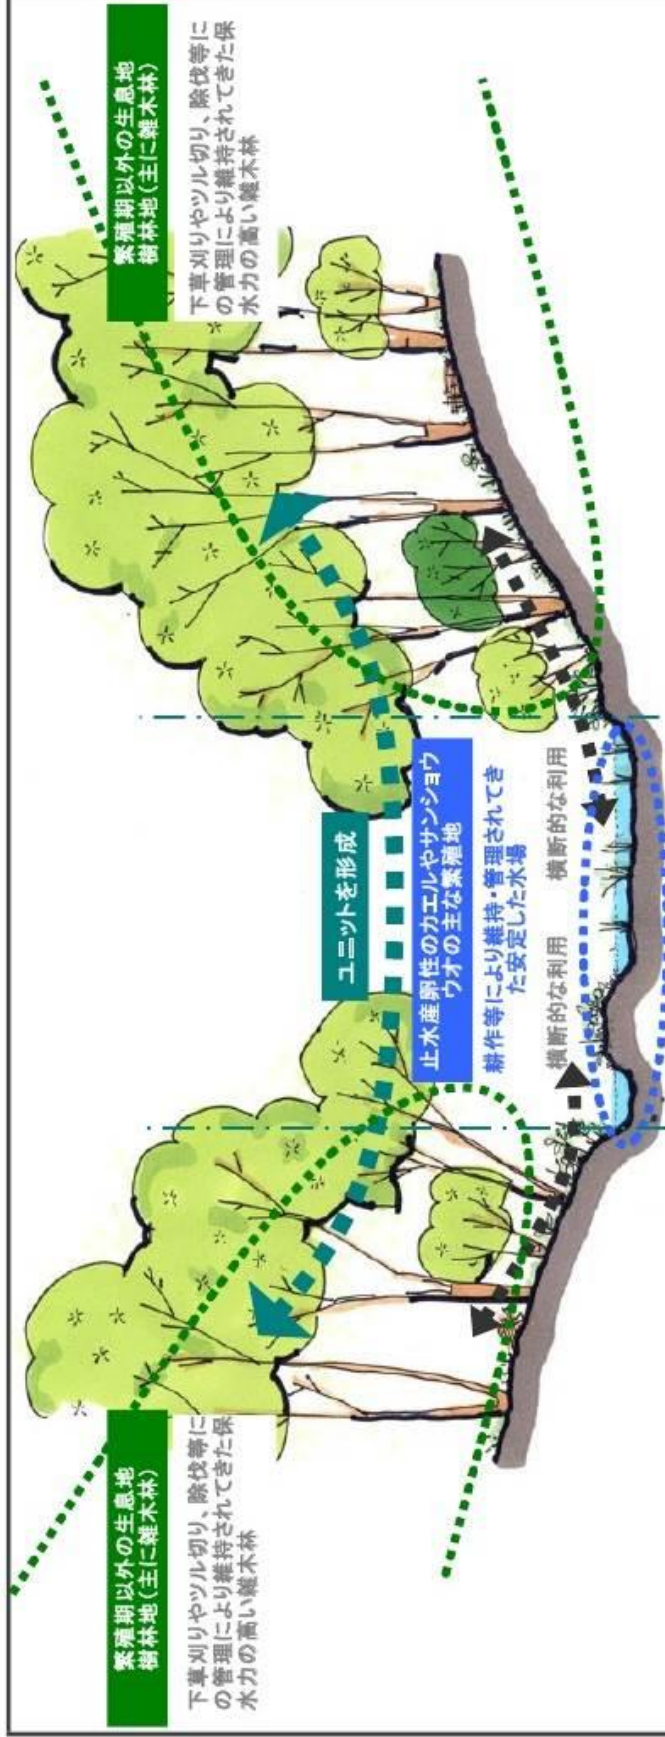 繁殖期以外の生息地
樹林地(主に雑木林)
下草刈りやツル切り、除伐等に
の管理により維持されてきた保
水力の高い雑木林
ユニットを形成
止水産卵性のカエルやサンショウ
ウオの主な繁殖地
耕作等により維持・管理されてき
た安定した水場
横断的な利用
横断的な利用
繁殖期以外の生息地
樹林地(主に雑木林)
下草刈りやツル切り、除伐等に
の管理により維持されてきた保
水力の高い雑木林